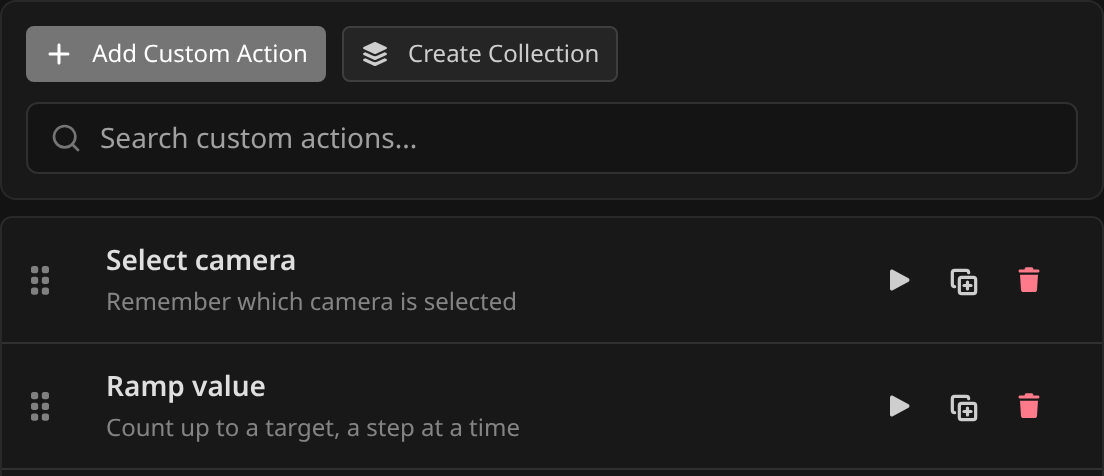 Add Custom Action
Create Collection
Search custom actions...
Select camera
Remember which camera is selected
Ramp value
Count up to a target, a step at a time